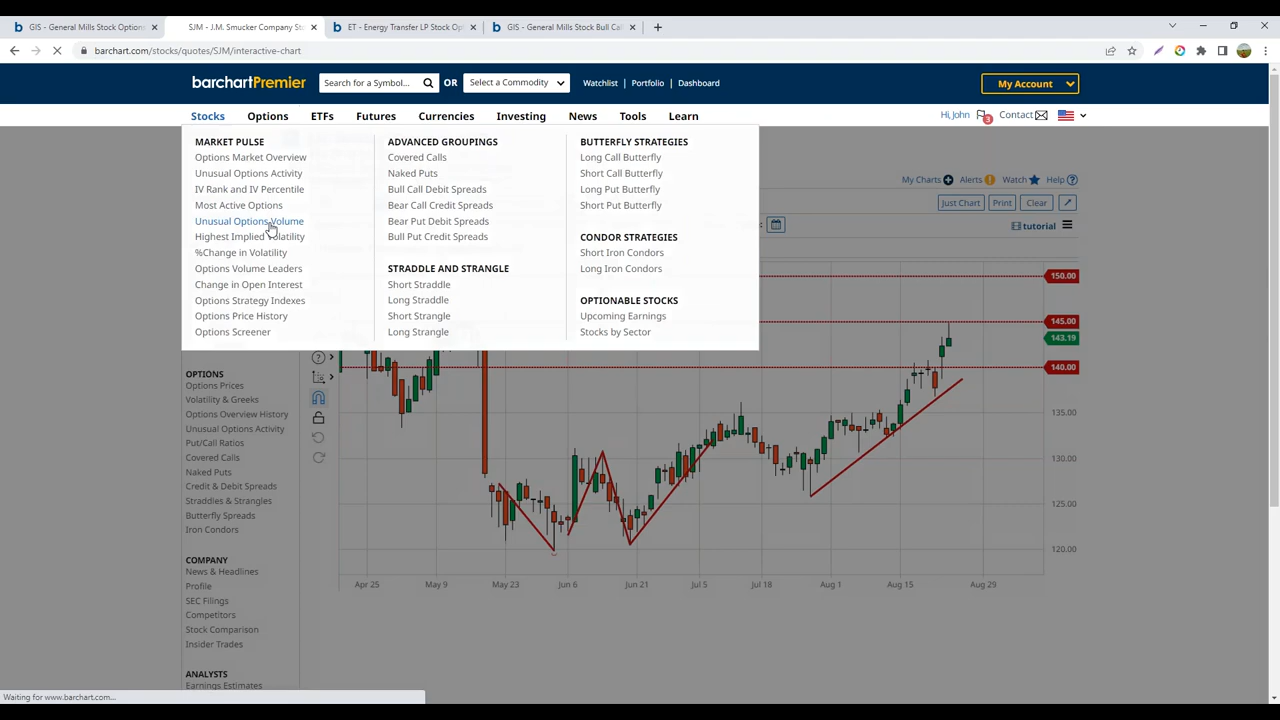 GIS - General Mills Stock Options
SJM - J.M. Smucker Company St
ET - Energy Transfer LP Stock Op
GIS - General Mills Stock Bull Cal
barchart.com/stocks/quotes/SJM/interactive-chart
barchartPremier
Search for a Symbol...
OR
Select a Commodity
Watchlist
Portfolio
Dashboard
My Account
Stocks
Options
ETFs
Futures
Currencies
Investing
News
Tools
Learn
Hi, John
3
Contact
MARKET PULSE
Options Market Overview
Unusual Options Activity
IV Rank and IV Percentile
Most Active Options
Unusual Options Volume
Highest Implied Volatility
%Change in Volatility
Options Volume Leaders
Change in Open Interest
Options Strategy Indexes
Options Price History
Options Screener
ADVANCED GROUPINGS
Covered Calls
Naked Puts
Bull Call Debit Spreads
Bear Call Credit Spreads
Bear Put Debit Spreads
Bull Put Credit Spreads
STRADDLE AND STRANGLE
Short Straddle
Long Straddle
Short Strangle
Long Strangle
BUTTERFLY STRATEGIES
Long Call Butterfly
Short Call Butterfly
Long Put Butterfly
Short Put Butterfly
CONDOR STRATEGIES
Short Iron Condors
Long Iron Condors
OPTIONABLE STOCKS
Upcoming Earnings
Stocks by Sector
My Charts
Alerts
Watch
Help
Just Chart
Print
Clear
tutorial
150.00
145.00
143.19
140.00
135.00
130.00
125.00
120.00
Apr 25
May 9
May 23
Jun 6
Jun 21
Jul 5
Jul 18
Aug 1
Aug 15
Aug 29
OPTIONS
Options Prices
Volatility & Greeks
Options Overview History
Unusual Options Activity
Put/Call Ratios
Covered Calls
Naked Puts
Credit & Debit Spreads
Straddles & Strangles
Butterfly Spreads
Iron Condors
COMPANY
News & Headlines
Profile
SEC Filings
Competitors
Stock Comparison
Insider Trades
ANALYSTS
Earnings Estimates
Waiting for www.barchart.com...